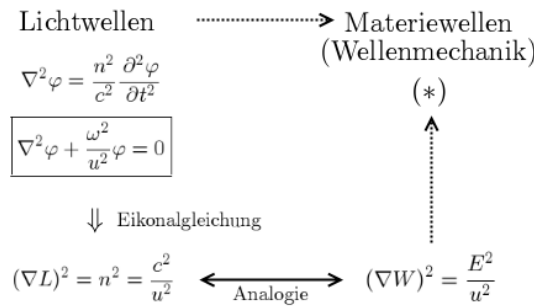 Lichtwellen
Materiewellen
(Wellenmechanik)
∇²φ = n²/c² ∂²φ/∂t²
(*)
∇²φ + ω²/u² φ = 0
⇓ Eikonalgleichung
(∇L)² = n² = c²/u²
Analogie
(∇W)² = E²/u²